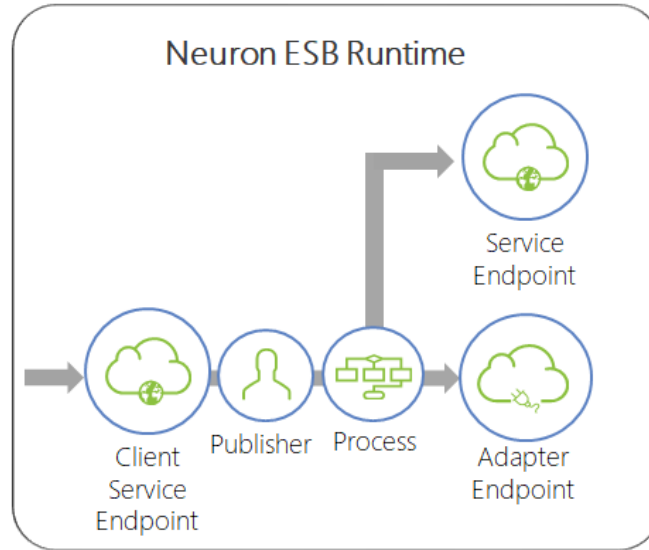 Neuron ESB Runtime
Service
Endpoint
Client
Service
Endpoint
Publisher
Process
Adapter
Endpoint